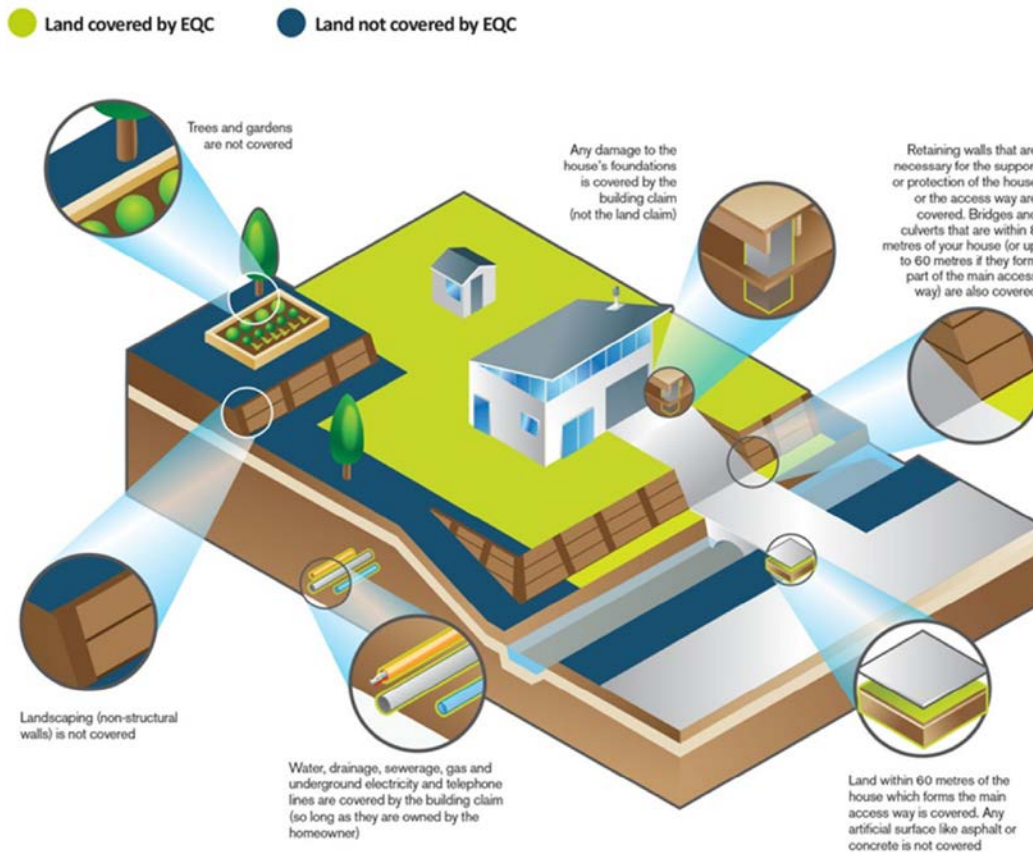 Land covered by EQC
Land not covered by EQC
Trees and gardens
are not covered
Any damage to the
house's foundations
is covered by the
building claim
(not the land claim)
Retaining walls that are
necessary for the support
or protection of the house
or the access way are
covered. Bridges and
culverts that are within 8
metres of your house (or up
to 60 metres if they form
part of the main access
way) are also covered
Landscaping (non-structural
walls) is not covered
Water, drainage, sewerage, gas and
underground electricity and telephone
lines are covered by the building claim
(so long as they are owned by the
homeowner)
Land within 60 metres of the
house which forms the main
access way is covered. Any
artificial surface like asphalt or
concrete is not covered